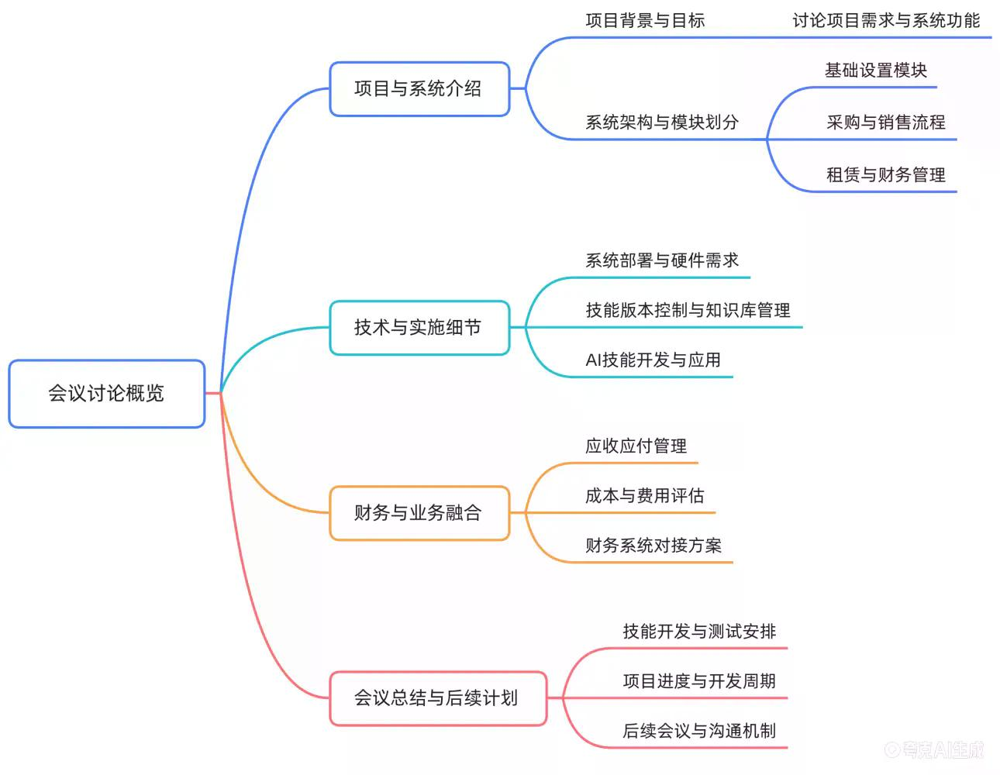 会议讨论概览
项目与系统介绍
项目背景与目标
讨论项目需求与系统功能
系统架构与模块划分
基础设置模块
采购与销售流程
租赁与财务管理
技术与实施细节
系统部署与硬件需求
技能版本控制与知识库管理
AI技能开发与应用
财务与业务融合
应收应付管理
成本与费用评估
财务系统对接方案
会议总结与后续计划
技能开发与测试安排
项目进度与开发周期
后续会议与沟通机制
夸克AI生成